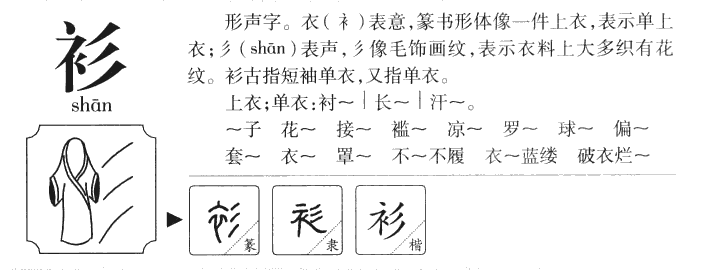 衫
shān
形声字。衣(衤)表意,篆书形体像一件上衣,表示单上
衣;彡(shān)表声,彡像毛饰画纹,表示衣料上大多织有花
纹。衫古指短袖单衣,又指单衣。
上衣;单衣:衬～｜长～｜汗～。
～子 花～ 接～ 褴～ 凉～ 罗～ 球～ 偏～
套～ 衣～ 罩～ 不～不履 衣～蓝缕 破衣烂～
衫 篆 衫 隶 衫 楷